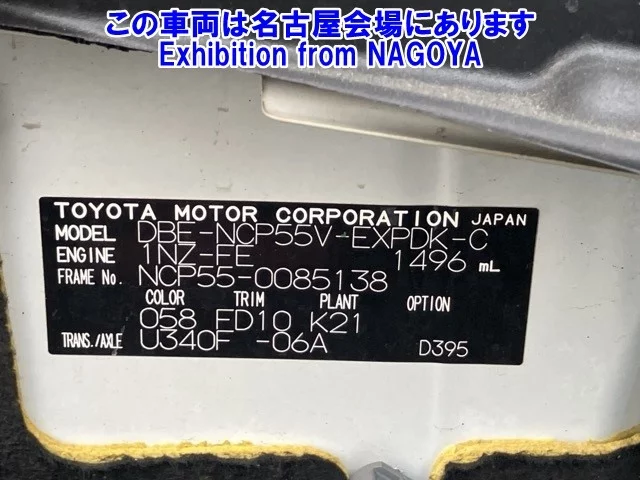 この車両は名古屋会場にあります
Exhibition from NAGOYA
TOYOTA MOTOR CORPORATION JAPAN
MODEL DBE-NCP55V-EXPDK-C
ENGINE 1NZ-FE 1496 mL
FRAME No. NCP55-0085138
COLOR TRIM PLANT OPTION
058 FD10 K21
TRANS./AXLE U340F -06A D395